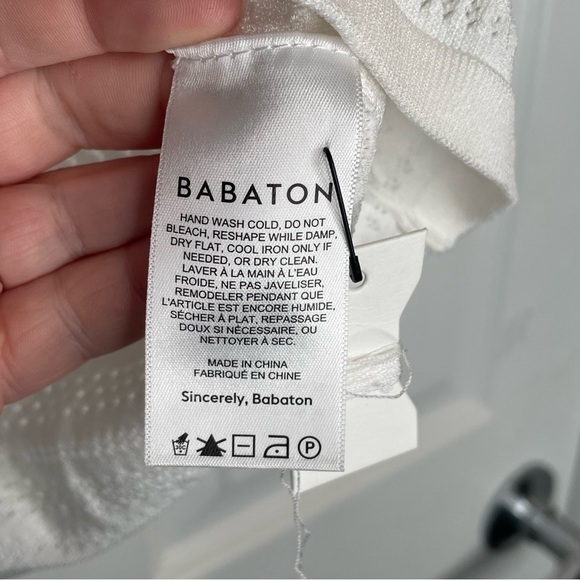 BABATON
HAND WASH COLD, DO NOT
BLEACH, RESHAPE WHILE DAMP,
DRY FLAT, COOL IRON ONLY IF
NEEDED, OR DRY CLEAN.
LAVER À LA MAIN À L'EAU
FROIDE, NE PAS JAVELISER,
REMODELER PENDANT QUE
L'ARTICLE EST ENCORE HUMIDE,
SÉCHER À PLAT, REPASSAGE
DOUX SI NÉCESSAIRE, OU
NETTOYER À SEC.
MADE IN CHINA
FABRIQUÉ EN CHINE
Sincerely, Babaton
P